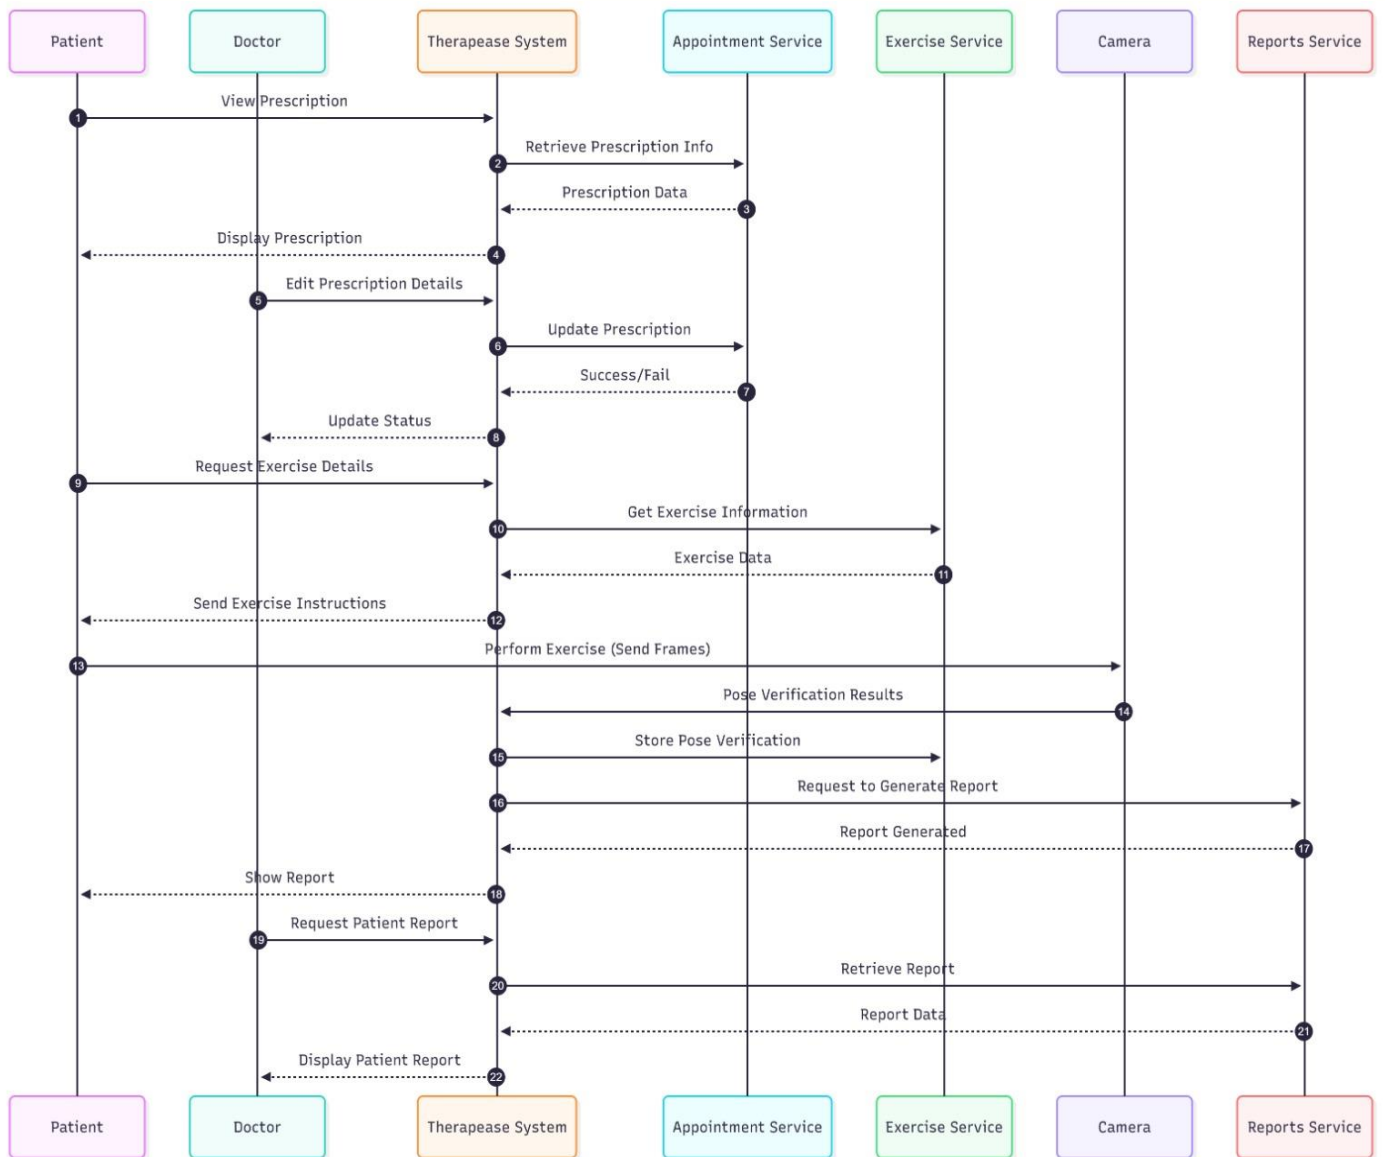 Patient
Doctor
Therapease System
Appointment Service
Exercise Service
Camera
Reports Service
View Prescription
1
Retrieve Prescription Info
2
Prescription Data
3
Display Prescription
4
Edit Prescription Details
5
Update Prescription
6
Success/Fail
7
Update Status
8
Request Exercise Details
9
Get Exercise Information
10
Exercise Data
11
Send Exercise Instructions
12
Perform Exercise (Send Frames)
13
Pose Verification Results
14
Store Pose Verification
15
Request to Generate Report
16
Report Generated
17
Show Report
18
Request Patient Report
19
Retrieve Report
20
Report Data
21
Display Patient Report
22
Patient
Doctor
Therapease System
Appointment Service
Exercise Service
Camera
Reports Service